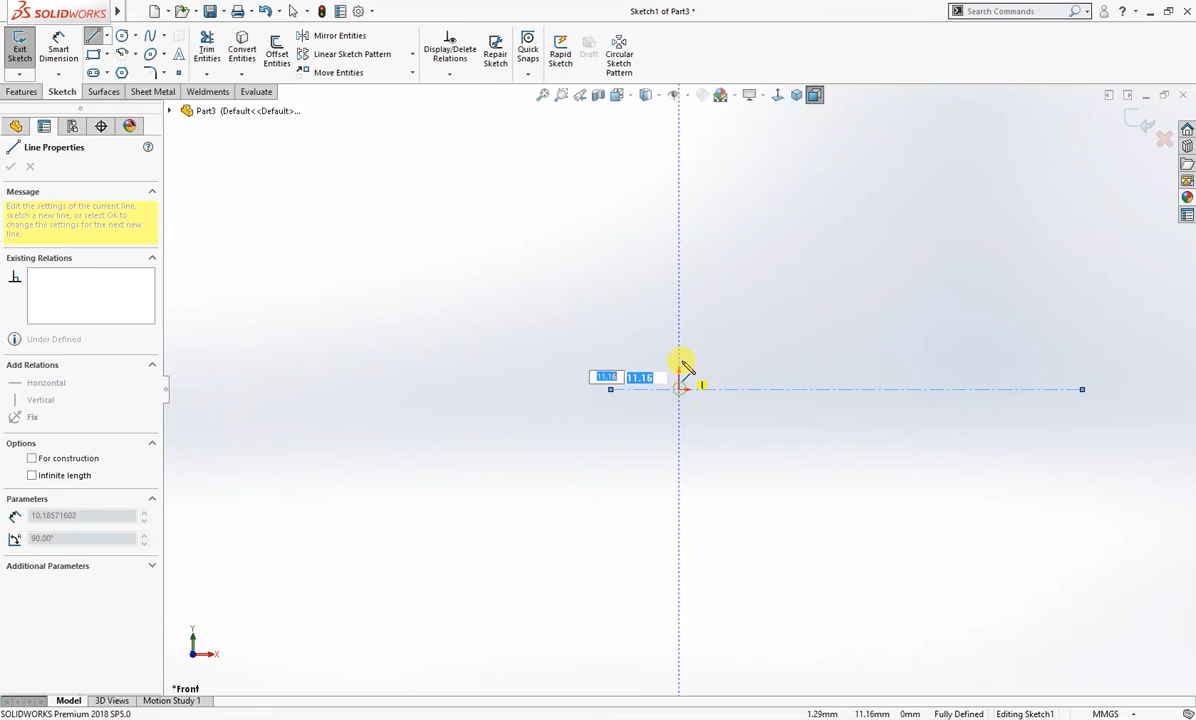 SOLIDWORKS
Sketch1 of Part3 *
Search Commands
Exit Sketch
Smart Dimension
Trim Entities
Convert Entities
Offset Entities
Mirror Entities
Linear Sketch Pattern
Move Entities
Display/Delete Relations
Repair Sketch
Quick Snaps
Rapid Sketch
Draft
Circular Sketch Pattern
Features
Sketch
Surfaces
Sheet Metal
Weldments
Evaluate
Part3 (Default<<Default>...
Line Properties
Message
Edit the settings of the current line,
sketch a new line, or select OK to
change the settings for the next new
line.
Existing Relations
Under Defined
Add Relations
Horizontal
Vertical
Fix
Options
For construction
Infinite length
Parameters
10.18571602
90.00°
Additional Parameters
11.16 11.16
Y
X
*Front
Model
3D Views
Motion Study 1
SOLIDWORKS Premium 2018 SP5.0
1.29mm 11.16mm 0mm Fully Defined Editing Sketch1 MMGS